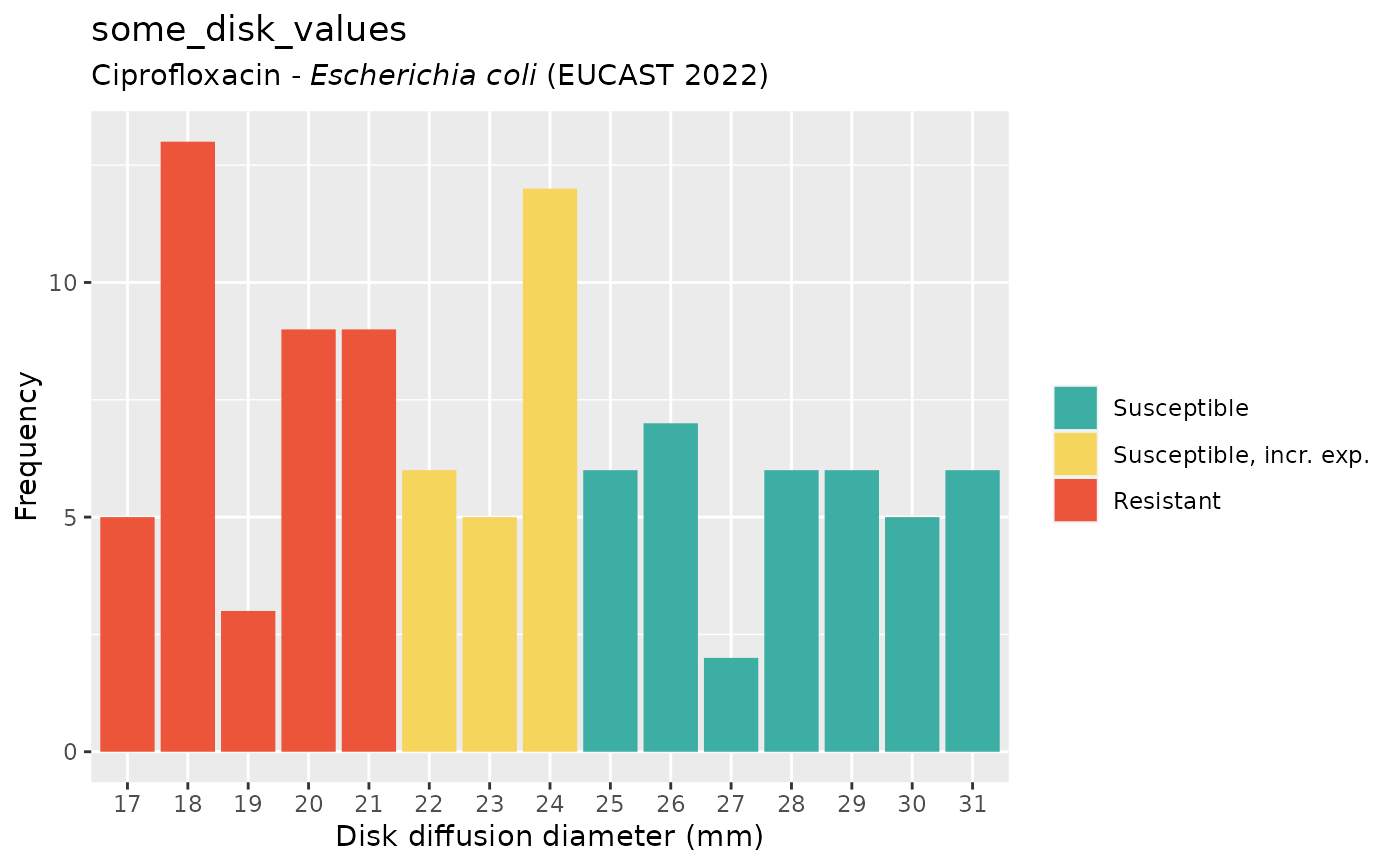 some_disk_values
Ciprofloxacin - Escherichia coli (EUCAST 2022)
Frequency
10
5
0
17 18 19 20 21 22 23 24 25 26 27 28 29 30 31
Disk diffusion diameter (mm)
Susceptible
Susceptible, incr. exp.
Resistant